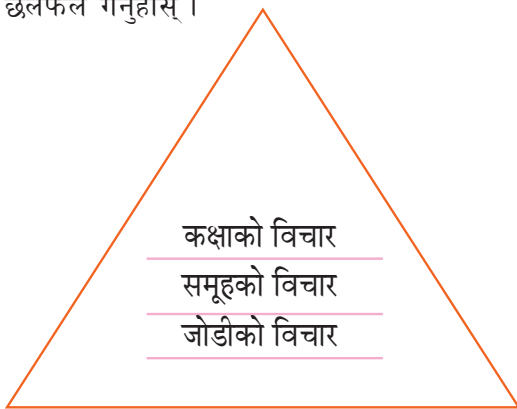 छलफल गर्नुहोस् ।
कक्षाको विचार
समूहको विचार
जोडीको विचार